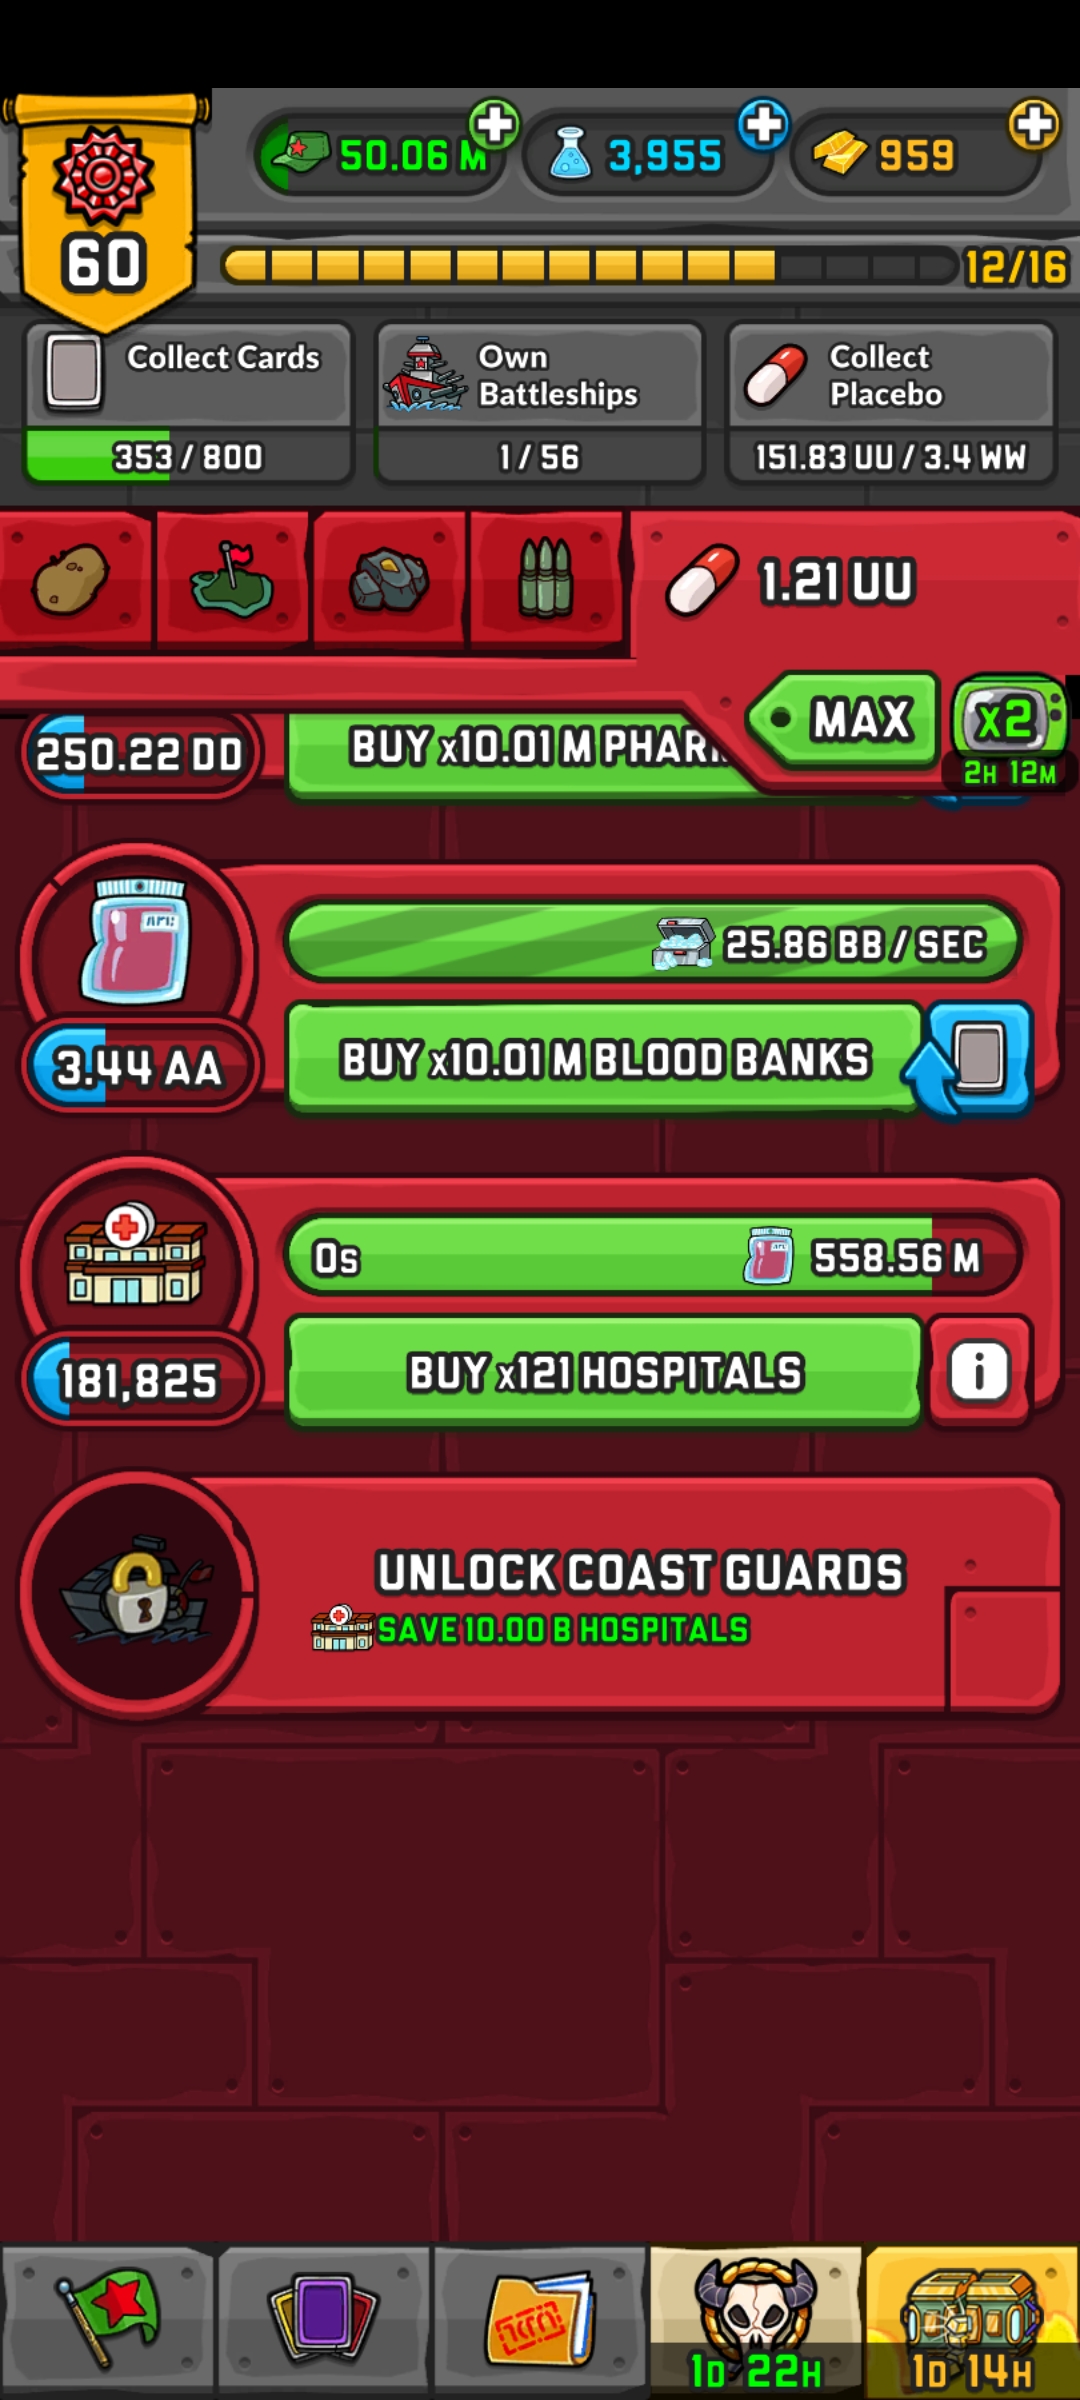 50.06 M
3,955
959
60
12/16
Collect Cards
353 / 800
Own
Battleships
1 / 56
Collect
Placebo
151.83 UU / 3.4 WW
1.21 UU
MAX
x2
2H 12M
250.22 DD
BUY x10.01 M
25.86 BB / SEC
3.44 AA
BUY x10.01 M BLOOD BANKS
0s
558.56 M
181,825
BUY x121 HOSPITALS
i
UNLOCK COAST GUARDS
SAVE 10.00 B HOSPITALS
1D 22H
1D 14H